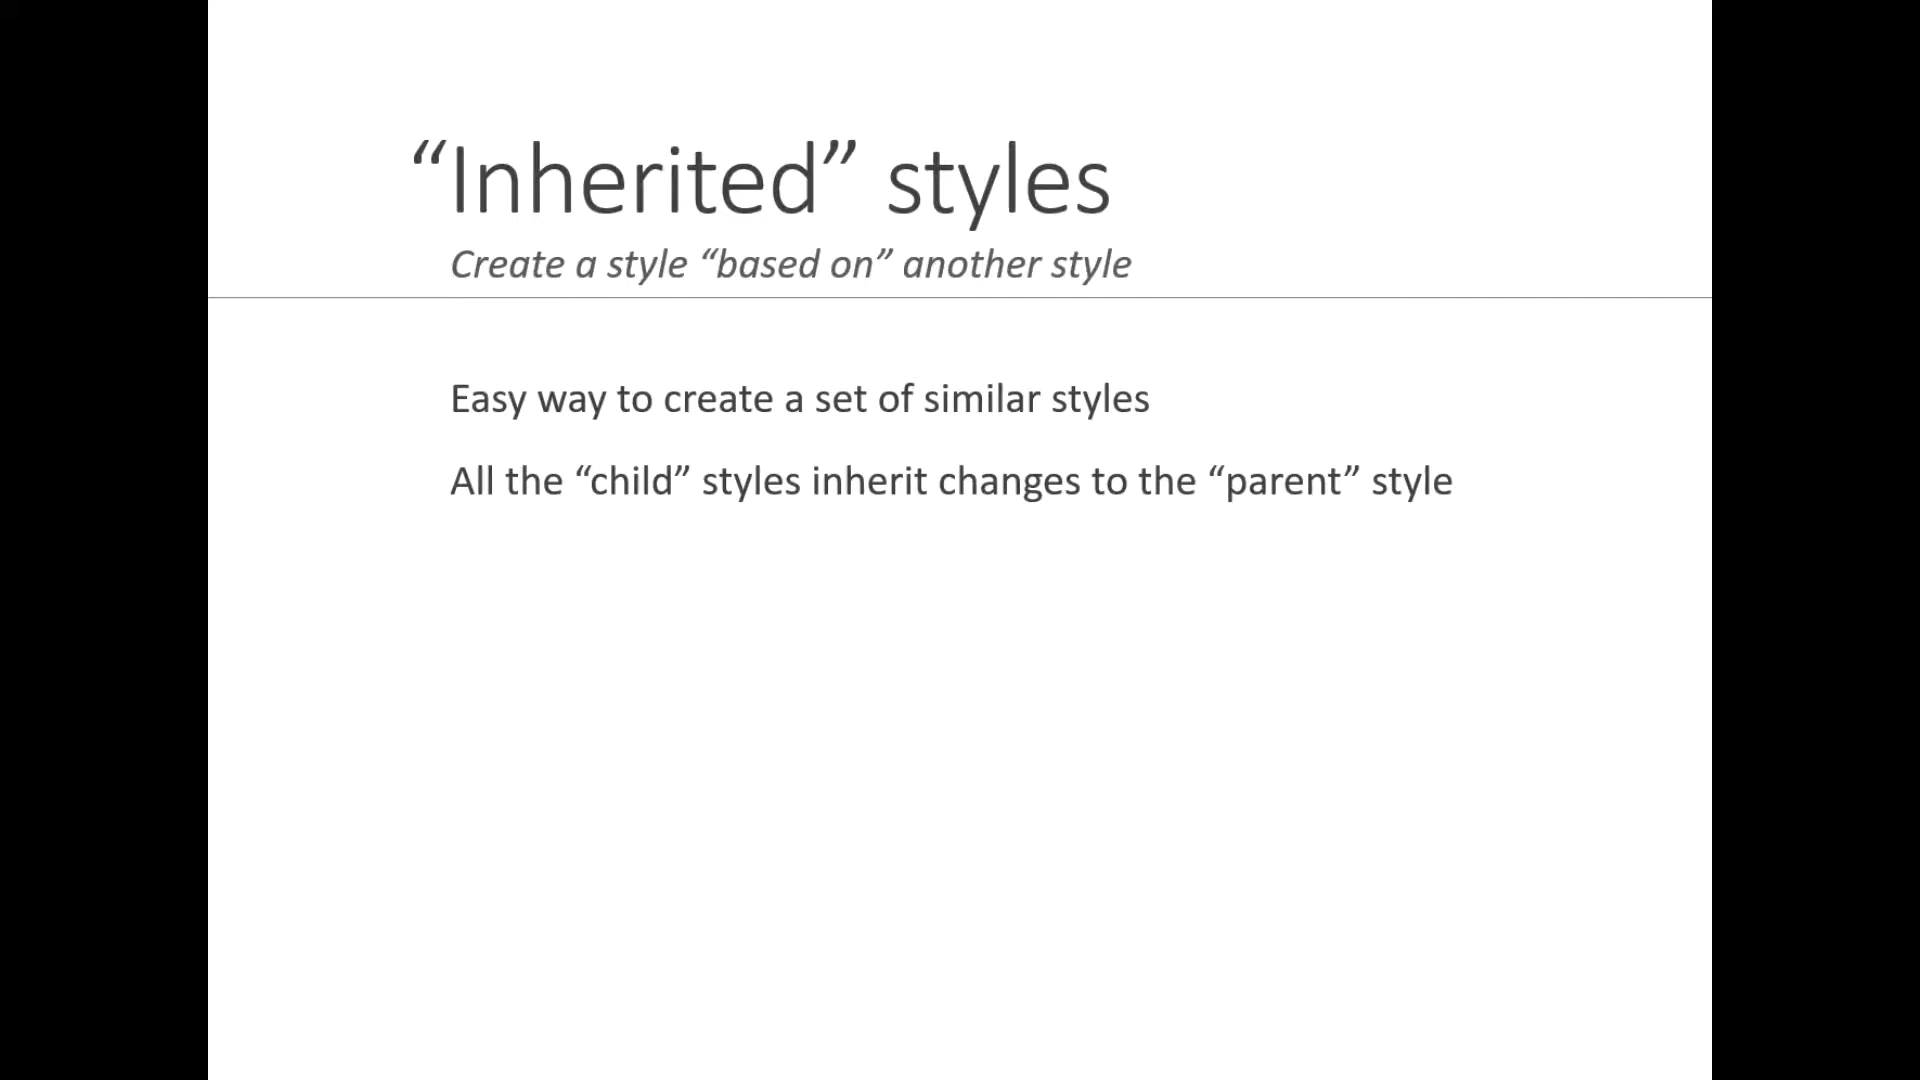 “Inherited” styles
Create a style “based on” another style
Easy way to create a set of similar styles
All the “child” styles inherit changes to the “parent” style